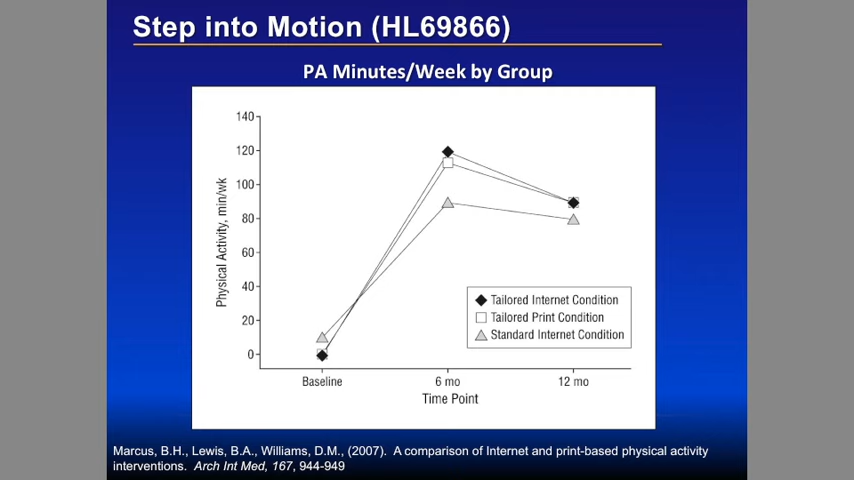 Step into Motion (HL69866)
PA Minutes/Week by Group
140
120
100
80
60
40
20
0
Physical Activity, min/wk
Tailored Internet Condition
Tailored Print Condition
Standard Internet Condition
Baseline 6 mo 12 mo
Time Point
Marcus, B.H., Lewis, B.A., Williams, D.M., (2007). A comparison of Internet and print-based physical activity
interventions. Arch Int Med, 167, 944-949